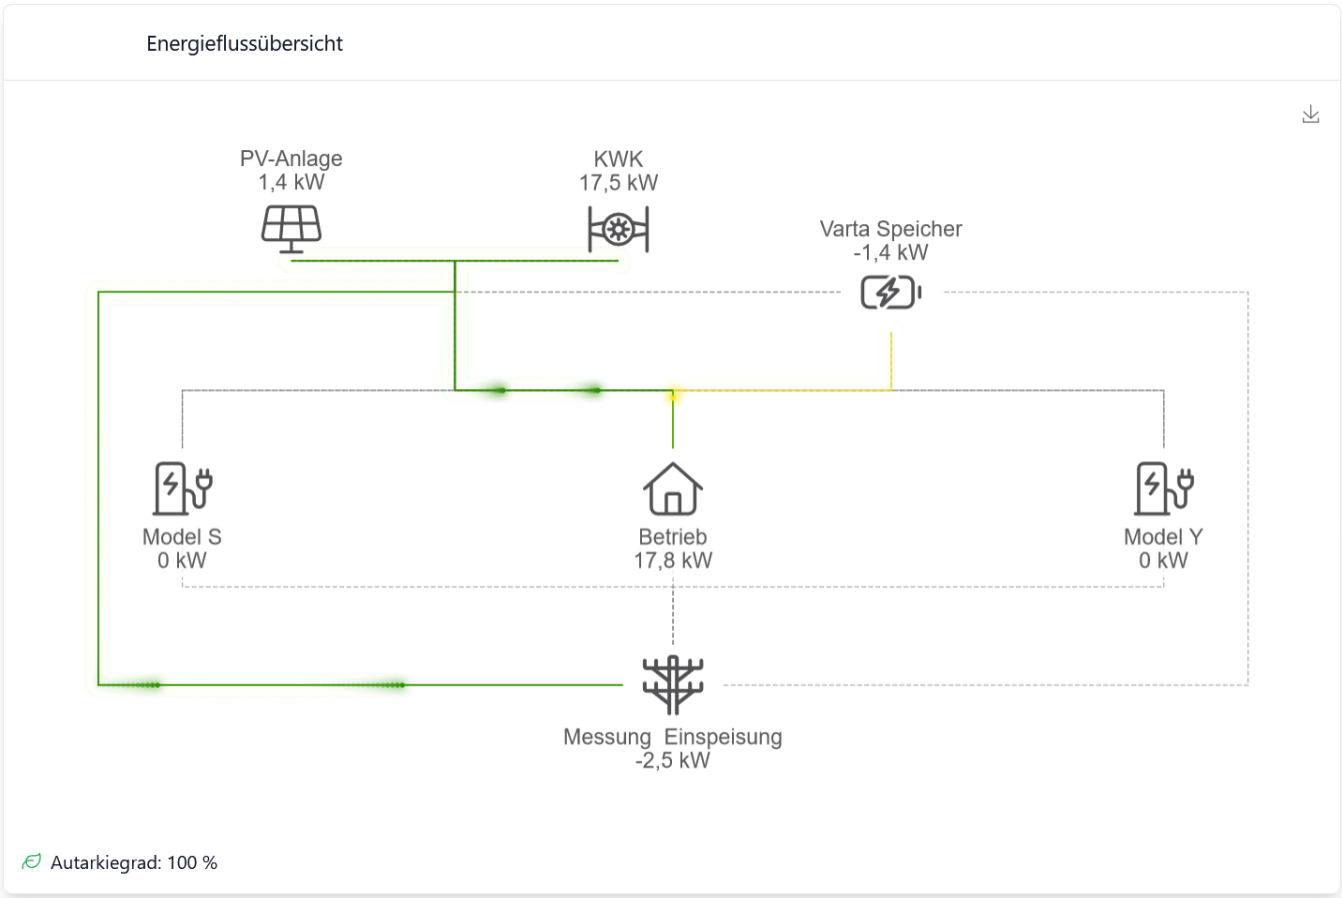 Energieflussübersicht
PV-Anlage
1,4 kW
KWK
17,5 kW
Varta Speicher
-1,4 kW
Model S
0 kW
Betrieb
17,8 kW
Model Y
0 kW
Messung  Einspeisung
-2,5 kW
Autarkiegrad: 100 %